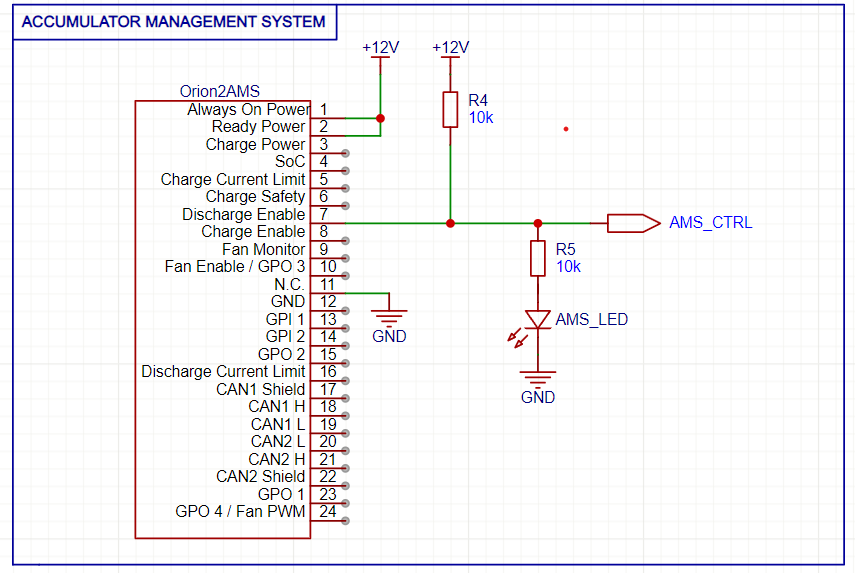 ACCUMULATOR MANAGEMENT SYSTEM
+12V +12V
Orion2AMS
Always On Power 1
Ready Power 2
Charge Power 3
SoC 4
Charge Current Limit 5
Charge Safety 6
Discharge Enable 7
Charge Enable 8
Fan Monitor 9
Fan Enable / GPO 3 10
N.C. 11
GND 12
GPI 1 13
GPI 2 14
GPO 2 15
Discharge Current Limit 16
CAN1 Shield 17
CAN1 H 18
CAN1 L 19
CAN2 L 20
CAN2 H 21
CAN2 Shield 22
GPO 1 23
GPO 4 / Fan PWM 24
R4
10k
AMS_CTRL
R5
10k
AMS_LED
GND
GND